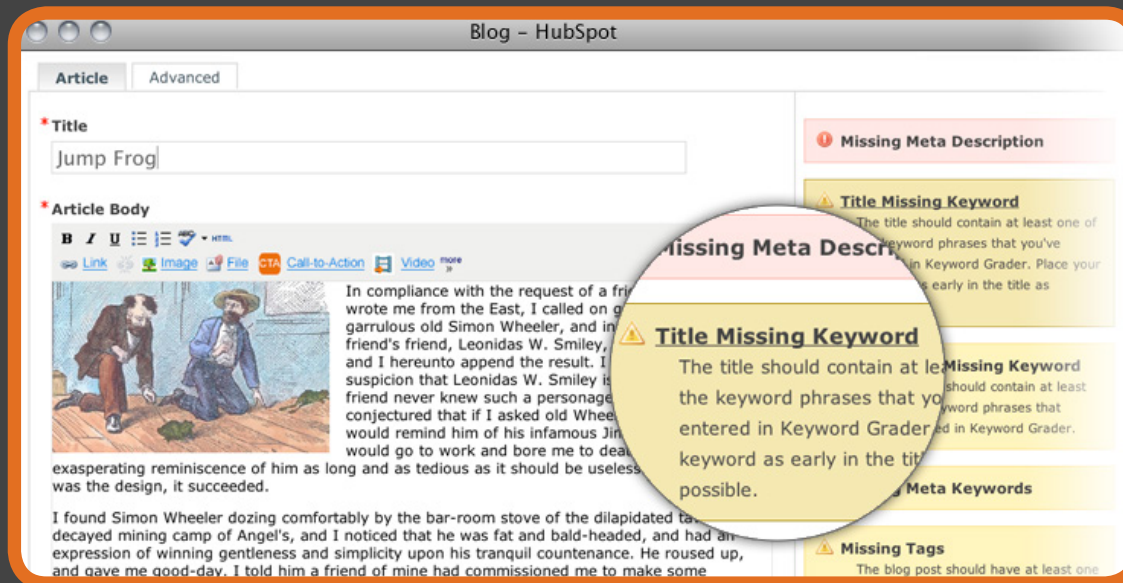 Blog – HubSpot
Article
Advanced
* Title
Jump Frog
* Article Body
B I U HTML
Link Image File CTA Call-to-Action Video more »
In compliance with the request of a
wrote me from the East, I called on
garrulous old Simon Wheeler, and in
friend's friend, Leonidas W. Smiley,
and I hereunto append the result. I
suspicion that Leonidas W. Smiley is
friend never knew such a personage
conjectured that if I asked old
would remind him of his infamous
would go to work and bore me to
exasperating reminiscence of him as long and as tedious as it should be useless
was the design, it succeeded.
I found Simon Wheeler dozing comfortably by the bar-room stove of the dilapidated
decayed mining camp of Angel's, and I noticed that he was fat and bald-headed, and had an
expression of winning gentleness and simplicity upon his tranquil countenance. He roused up,
and gave me good-day. I told him a friend of mine had commissioned me to make some
Missing Meta
Title Missing Keyword
The title should contain at
the keyword phrases that
entered in Keyword Grader
keyword as early in the
possible.
Missing Meta Description
Title Missing Keyword
The title should contain at least one of
keyword phrases that you've
in Keyword Grader. Place your
early in the title as
Missing Keyword
should contain at least
phrases that
in Keyword Grader.
Meta Keywords
Missing Tags
The blog post should have at least one